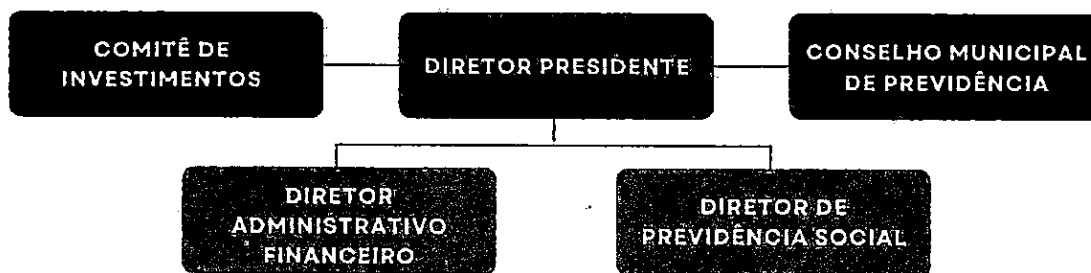 COMITÊ DE
INVESTIMENTOS
DIRETOR PRESIDENTE
CONSELHO MUNICIPAL
DE PREVIDÊNCIA
DIRETOR
ADMINISTRATIVO
FINANCEIRO
DIRETOR DE
PREVIDÊNCIA SOCIAL